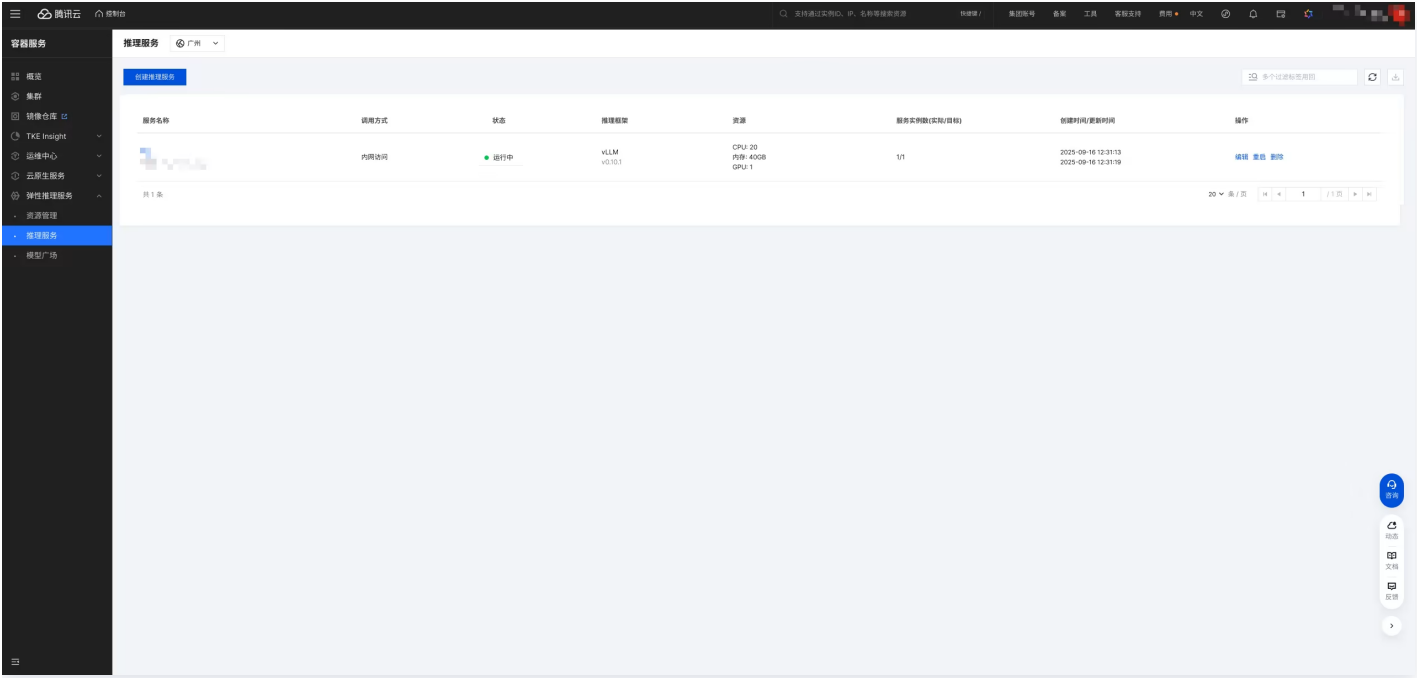 腾讯云 控制台 支持通过实例ID、IP、名称等搜索资源 快捷键 / 集团账号 备案 工具 客服支持 费用 中文
容器服务
推理服务 广州
概览
集群
镜像仓库
TKE Insight
运维中心
云原生服务
弹性推理服务
资源管理
推理服务
模型广场
创建推理服务
服务名称 调用方式 状态 推理框架 资源 服务实例数(实际/目标) 创建时间/更新时间 操作
内网访问 运行中 vLLM
v0.10.1
CPU: 20
内存: 40GB
GPU: 1
1/1
2025-09-16 12:31:13
2025-09-16 12:31:19
编辑 重启 删除
共 1 条 20 条 / 页 1 / 1 页
咨询
动态
文档
反馈